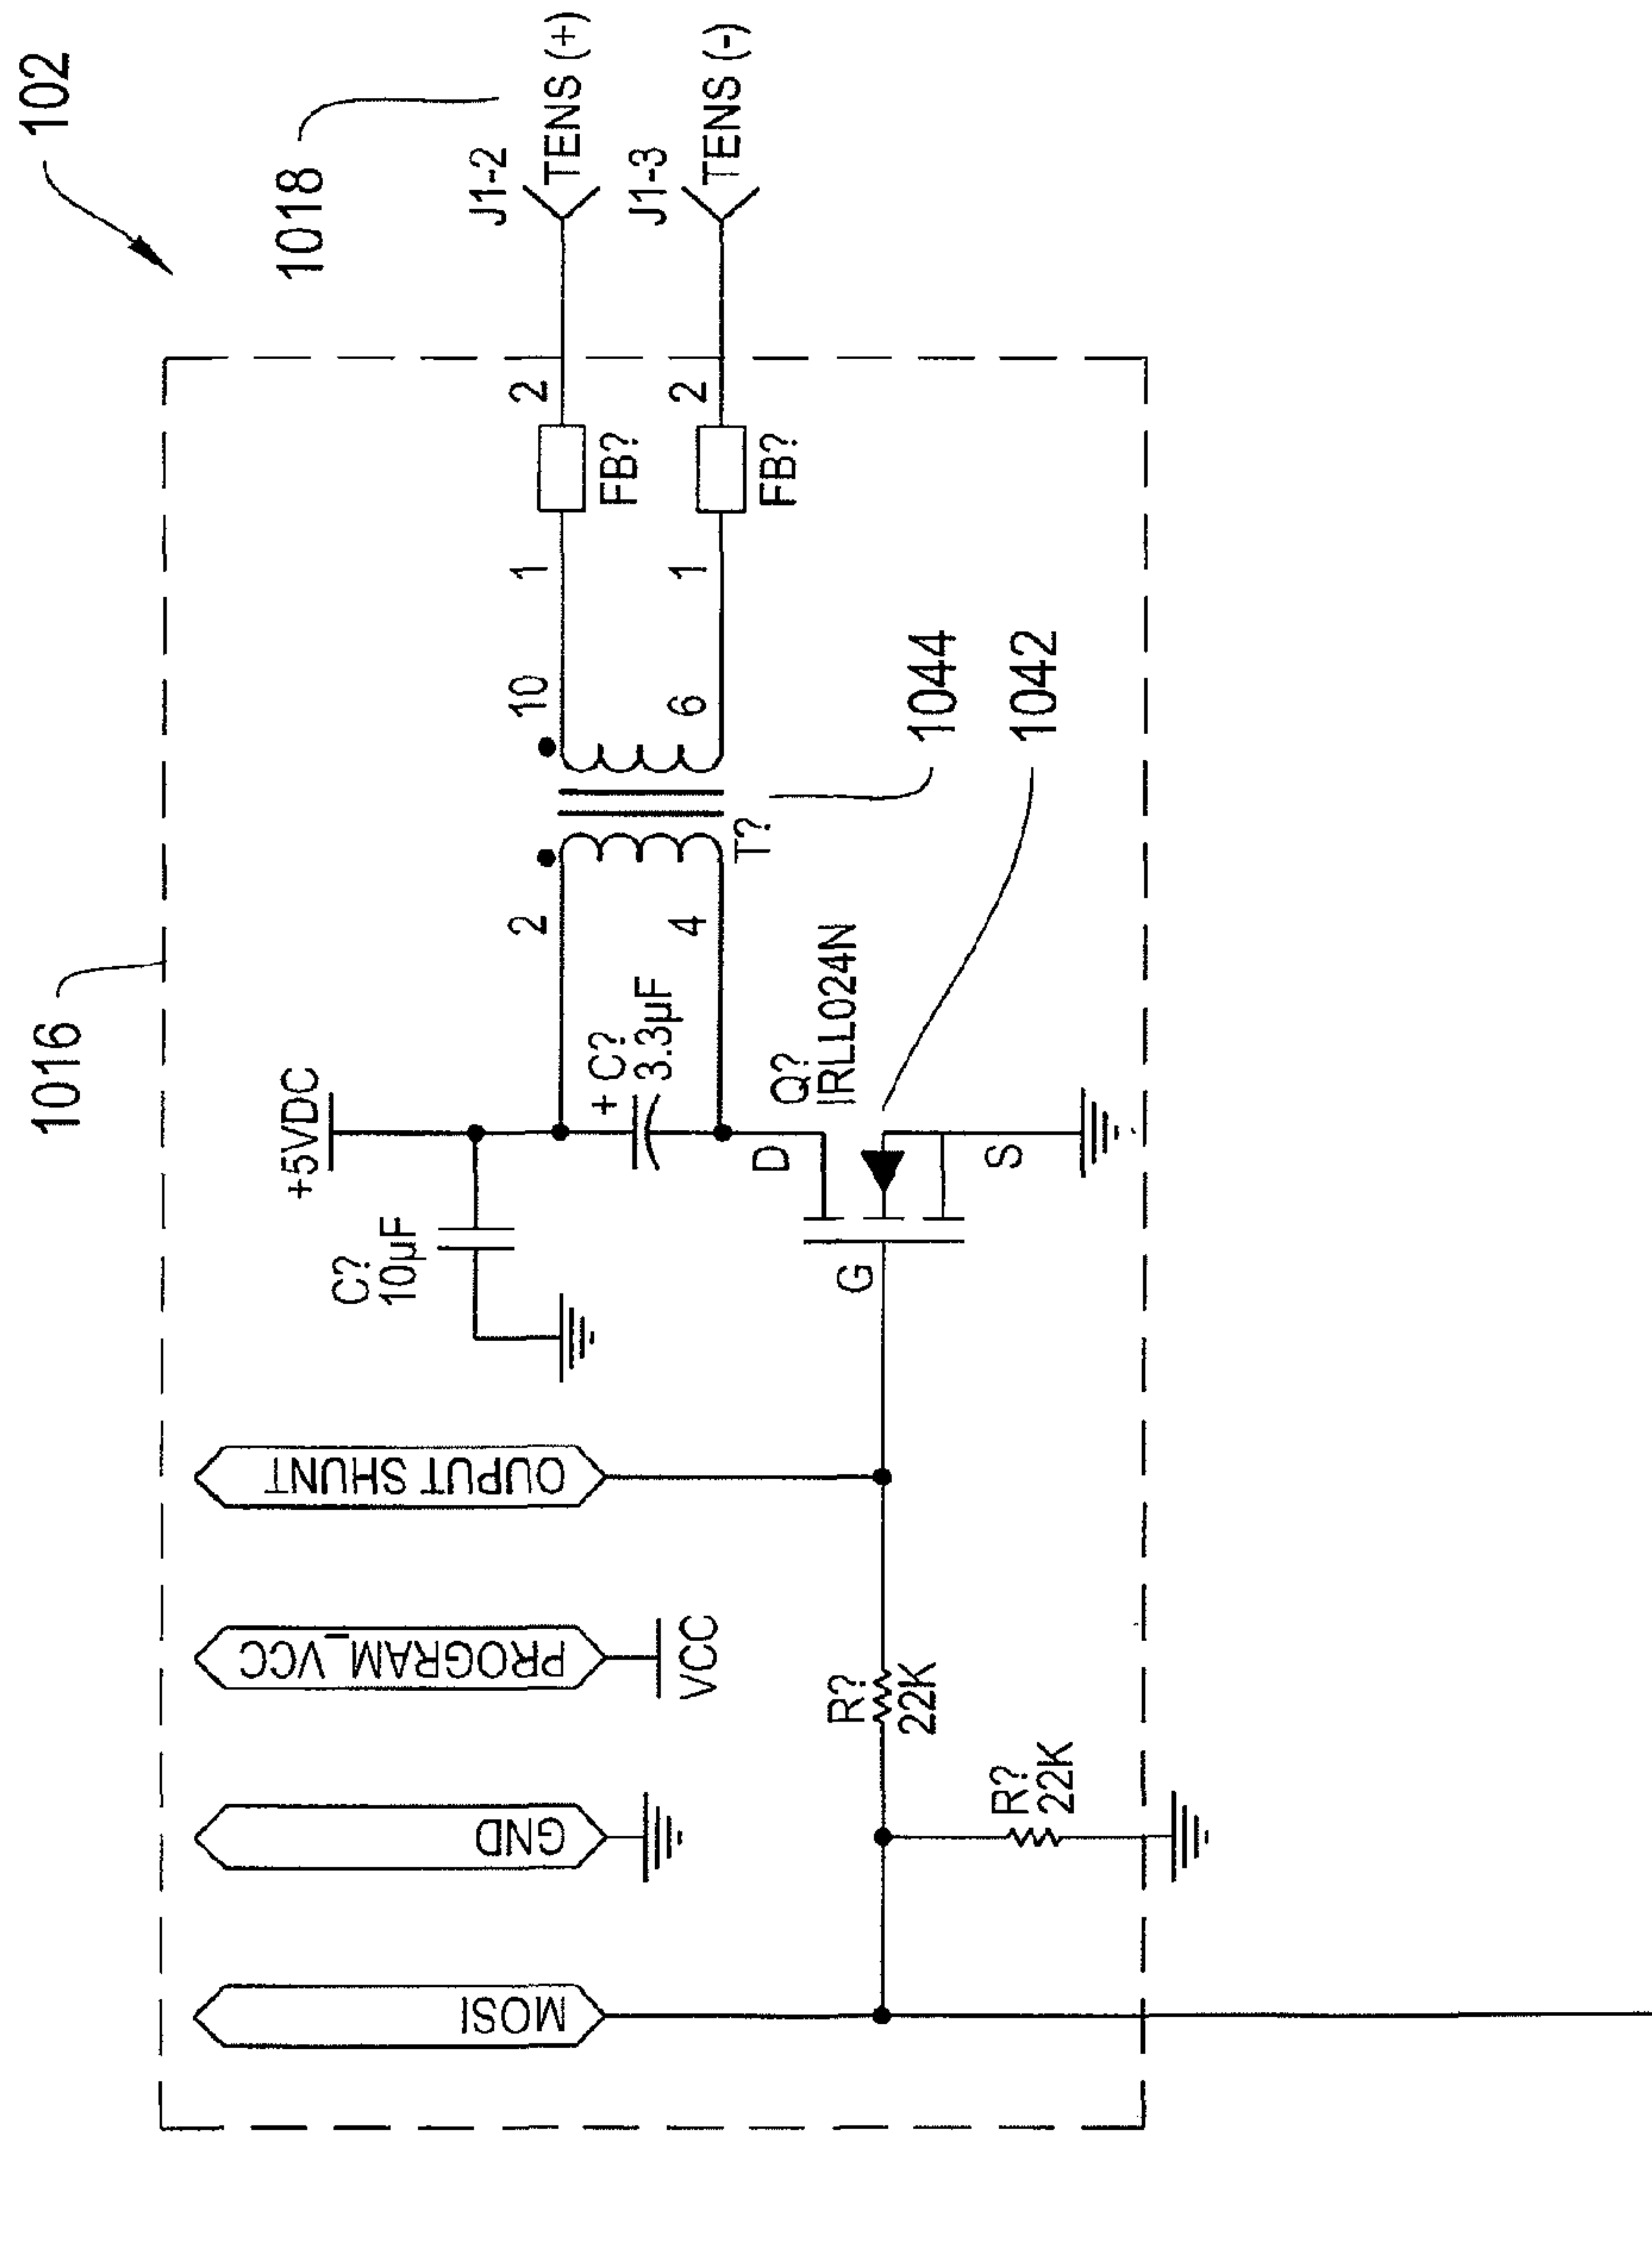 102
1018
J1-2
TENS (+)
J1-3
TENS (-)
1016
2
FB?
1
2
FB?
1
10
6
T?
2
4
1044
1042
+5VDC
C?
10µF
+ C?
3.3µF
Q?
IRLL024N
D
G
S
OUPUT SHUNT
PROGRAM_VCC
VCC
GND
MOSI
R?
22K
R?
22K